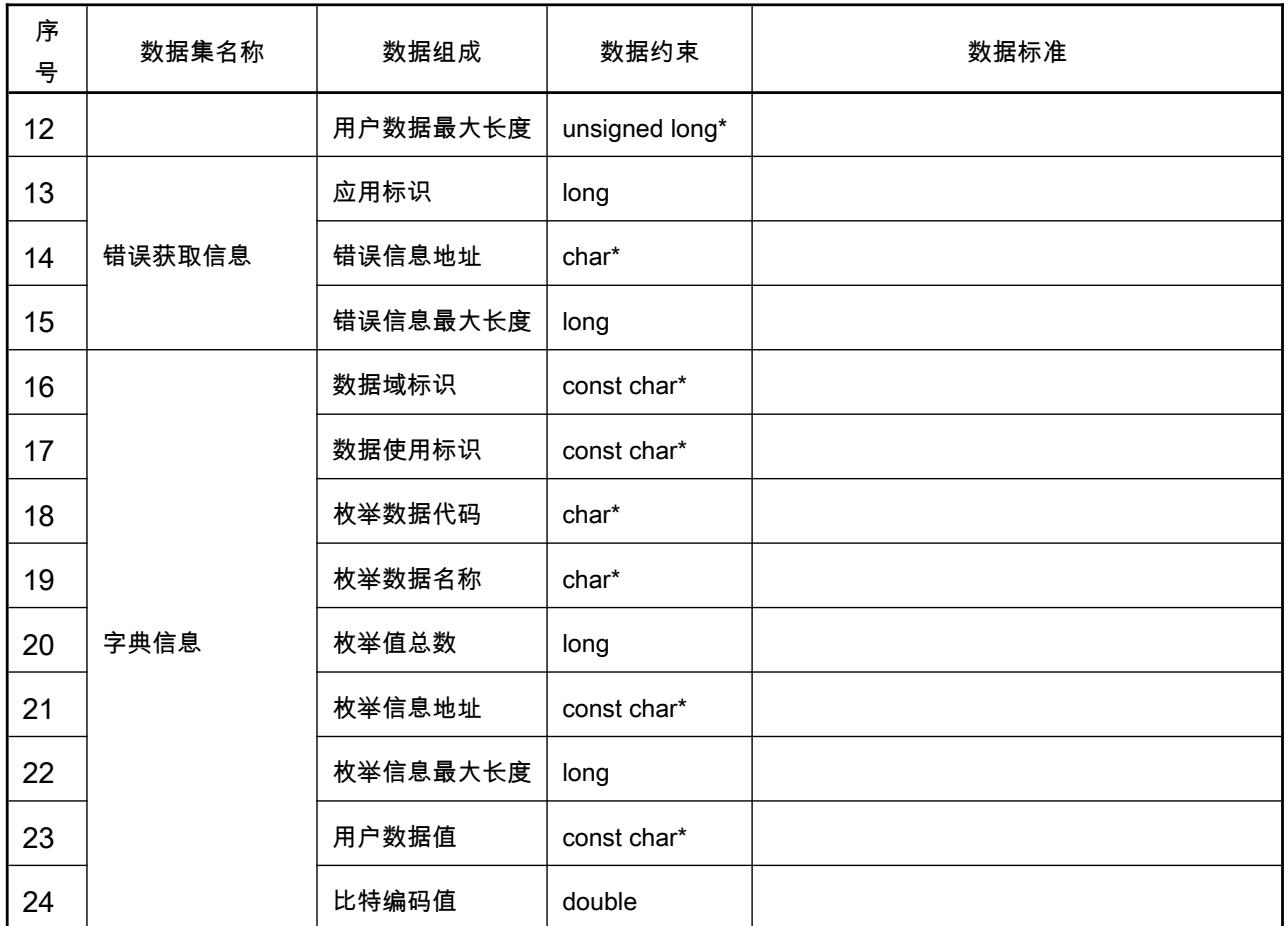 序号 数据集名称 数据组成 数据约束 数据标准
12 用户数据最大长度 unsigned long*
13 应用标识 long
14 错误获取信息 错误信息地址 char*
15 错误信息最大长度 long
16 数据域标识 const char*
17 数据使用标识 const char*
18 枚举数据代码 char*
19 枚举数据名称 char*
20 字典信息 枚举值总数 long
21 枚举信息地址 const char*
22 枚举信息最大长度 long
23 用户数据值 const char*
24 比特编码值 double